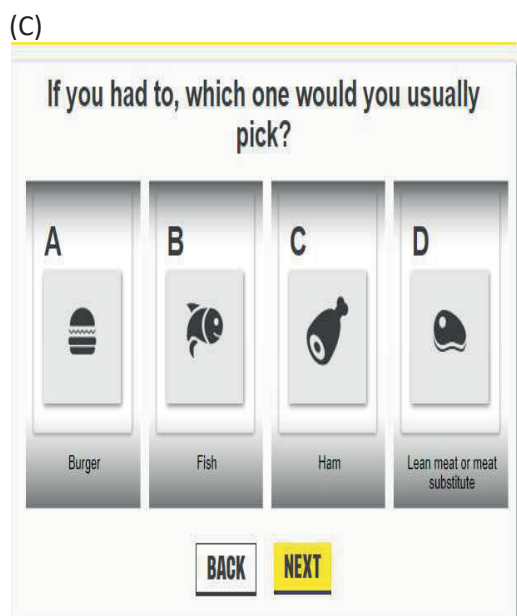 (C)
If you had to, which one would you usually
pick?
A B C D
Burger Fish Ham Lean meat or meat
substitute
BACK NEXT